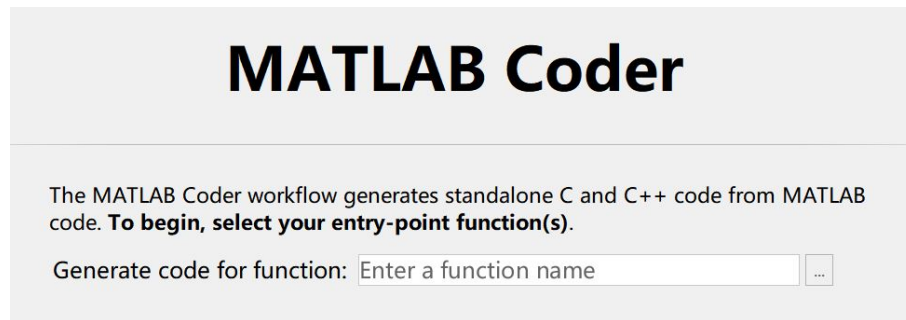 MATLAB Coder
The MATLAB Coder workflow generates standalone C and C++ code from MATLAB
code. To begin, select your entry-point function(s).
Generate code for function: Enter a function name ...